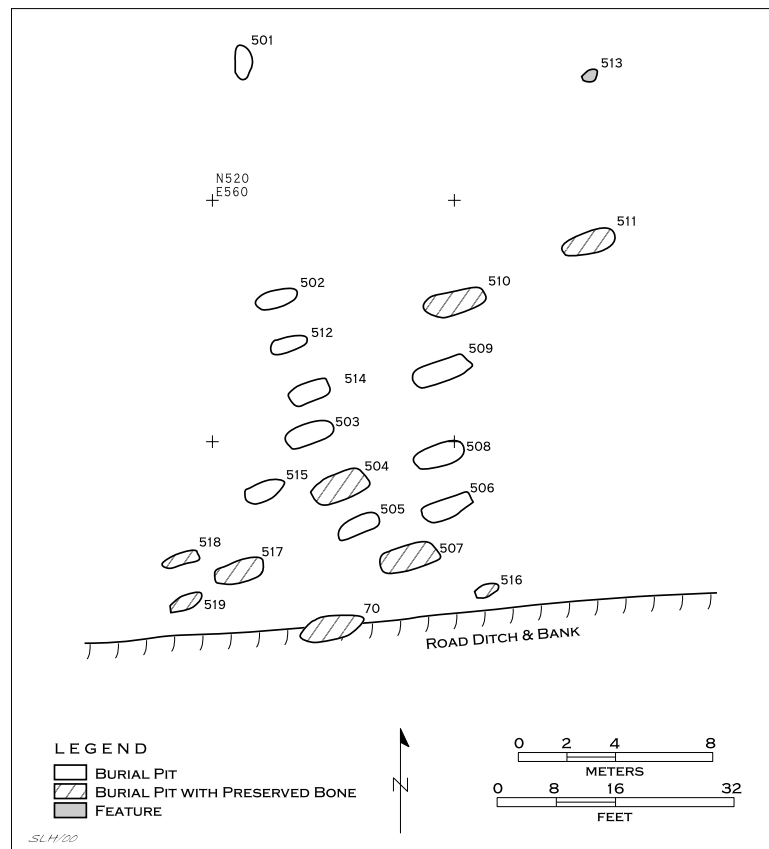 501
513
N520
E560
511
502
510
512
509
514
503
508
515
504
506
505
518
517
507
516
519
70
ROAD DITCH & BANK
LEGEND
BURIAL PIT
BURIAL PIT WITH PRESERVED BONE
FEATURE
N
0 2 4 8
METERS
0 8 16 32
FEET
SLH/00